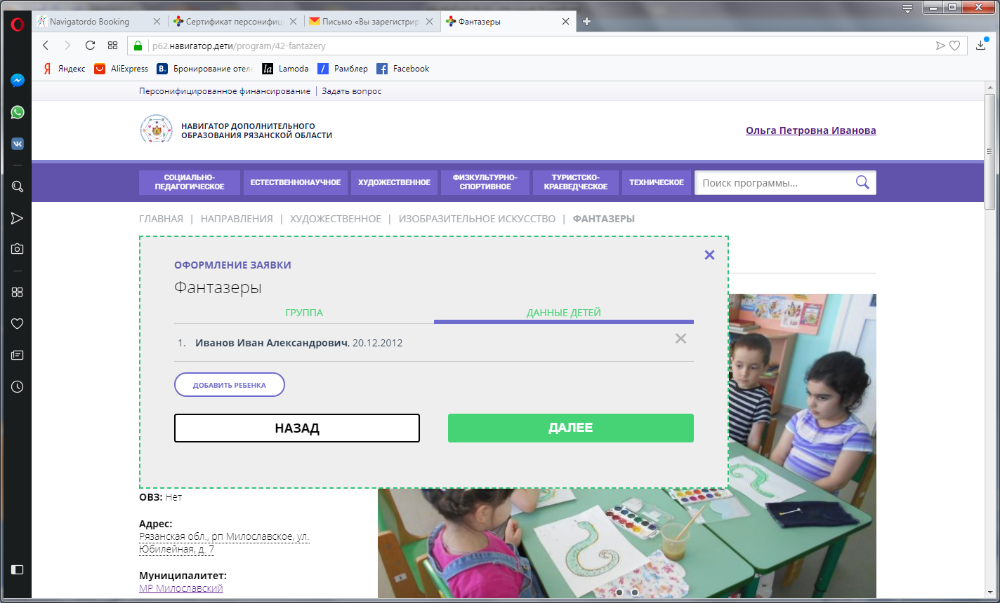 Navigatordo Booking
Сертификат персонифиц
Письмо «Вы зарегистрир
Фантазеры
p62.навигатор.дети/program/42-fantazery
Яндекс
AliExpress
Бронирование отеле
Lamoda
Рамблер
Facebook
Персонифицированное финансирование | Задать вопрос
НАВИГАТОР ДОПОЛНИТЕЛЬНОГО
ОБРАЗОВАНИЯ РЯЗАНСКОЙ ОБЛАСТИ
Ольга Петровна Иванова
СОЦИАЛЬНО-
ПЕДАГОГИЧЕСКОЕ
ЕСТЕСТВЕННОНАУЧНОЕ
ХУДОЖЕСТВЕННОЕ
ФИЗКУЛЬТУРНО-
СПОРТИВНОЕ
ТУРИСТСКО-
КРАЕВЕДЧЕСКОЕ
ТЕХНИЧЕСКОЕ
Поиск программы...
ГЛАВНАЯ | НАПРАВЛЕНИЯ | ХУДОЖЕСТВЕННОЕ | ИЗОБРАЗИТЕЛЬНОЕ ИСКУССТВО | ФАНТАЗЕРЫ
ОФОРМЛЕНИЕ ЗАЯВКИ
Фантазеры
ГРУППА
ДАННЫЕ ДЕТЕЙ
1. Иванов Иван Александрович, 20.12.2012
ДОБАВИТЬ РЕБЕНКА
НАЗАД
ДАЛЕЕ
ОВЗ: Нет
Адрес:
Рязанская обл., рп Милославское, ул.
Юбилейная, д. 7
Муниципалитет:
МР Милославский